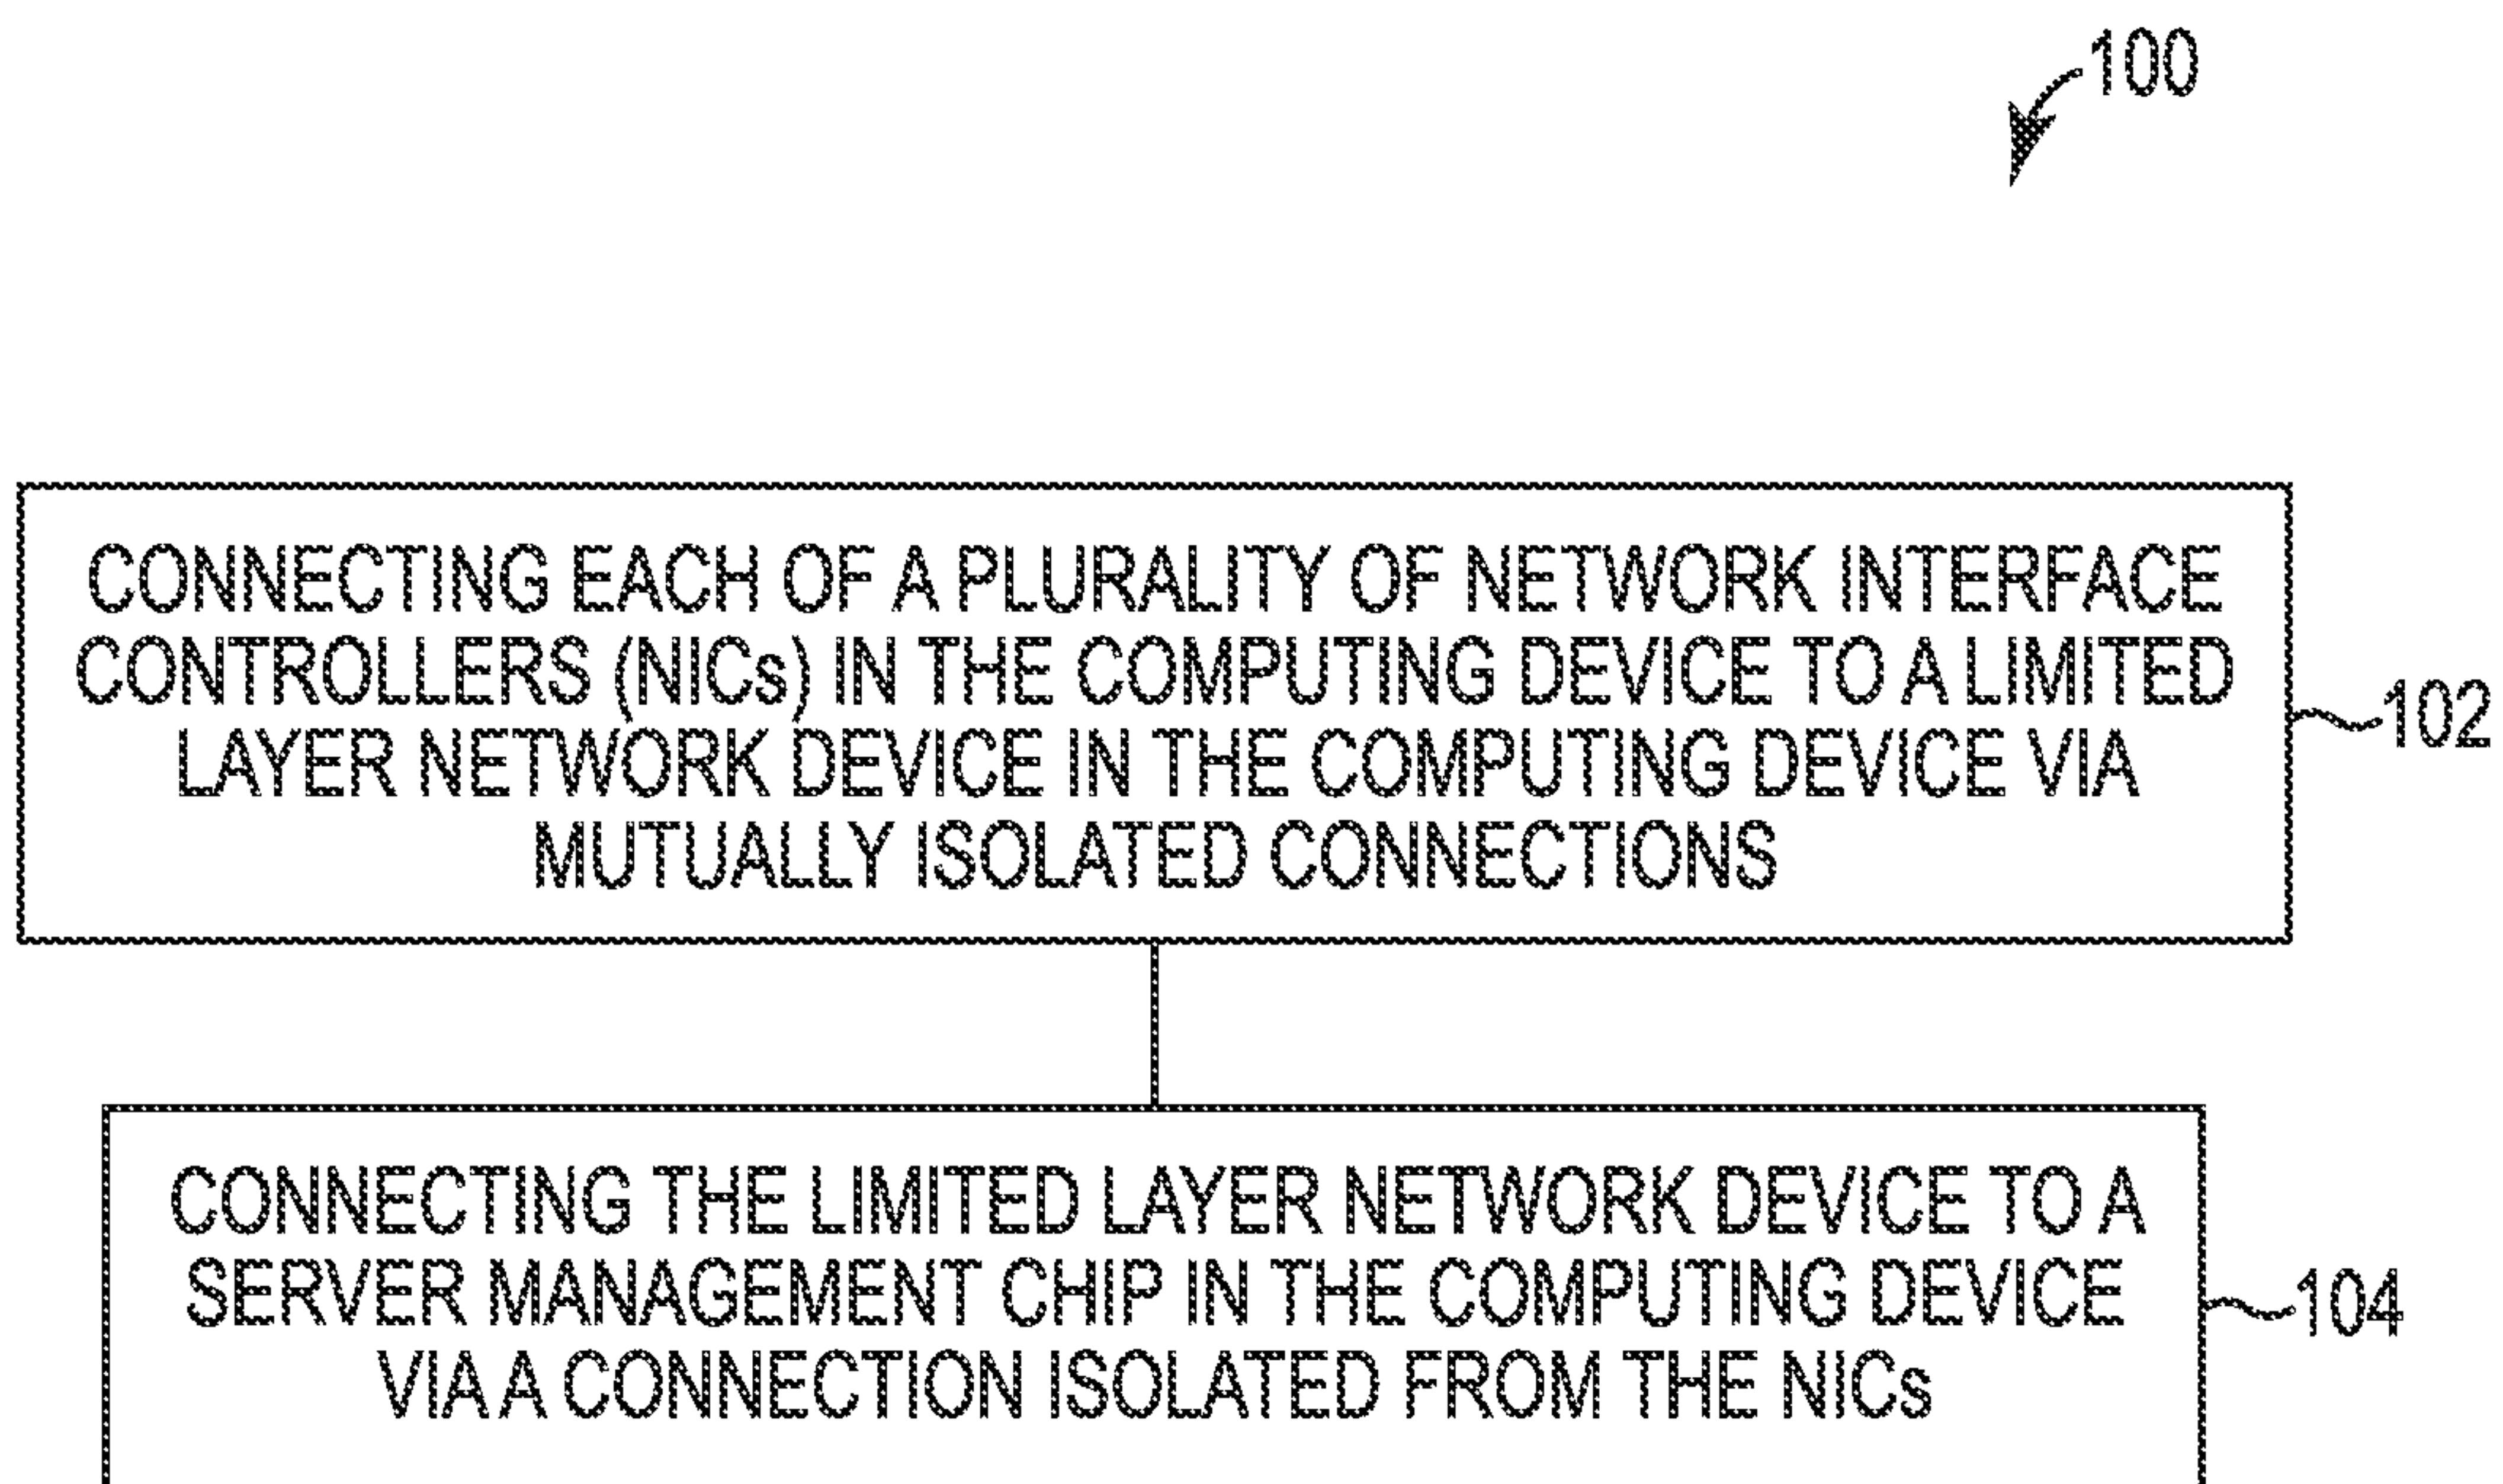 100
CONNECTING EACH OF A PLURALITY OF NETWORK INTERFACE
CONTROLLERS (NICs) IN THE COMPUTING DEVICE TO A LIMITED
LAYER NETWORK DEVICE IN THE COMPUTING DEVICE VIA
MUTUALLY ISOLATED CONNECTIONS
102
CONNECTING THE LIMITED LAYER NETWORK DEVICE TO A
SERVER MANAGEMENT CHIP IN THE COMPUTING DEVICE
VIA A CONNECTION ISOLATED FROM THE NICs
104